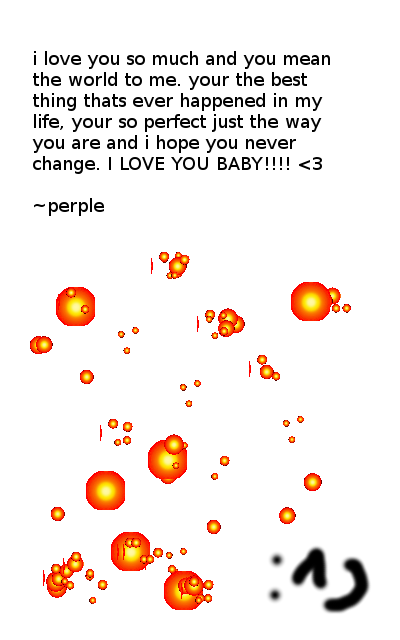 i love you so much and you mean
the world to me. your the best
thing thats ever happened in my
life, your so perfect just the way
you are and i hope you never
change. I LOVE YOU BABY!!!! <3
~perple